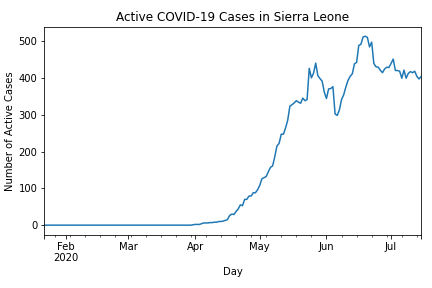 Active COVID-19 Cases in Sierra Leone
Number of Active Cases
500
400
300
200
100
0
Feb Mar Apr May Jun Jul
2020
Day